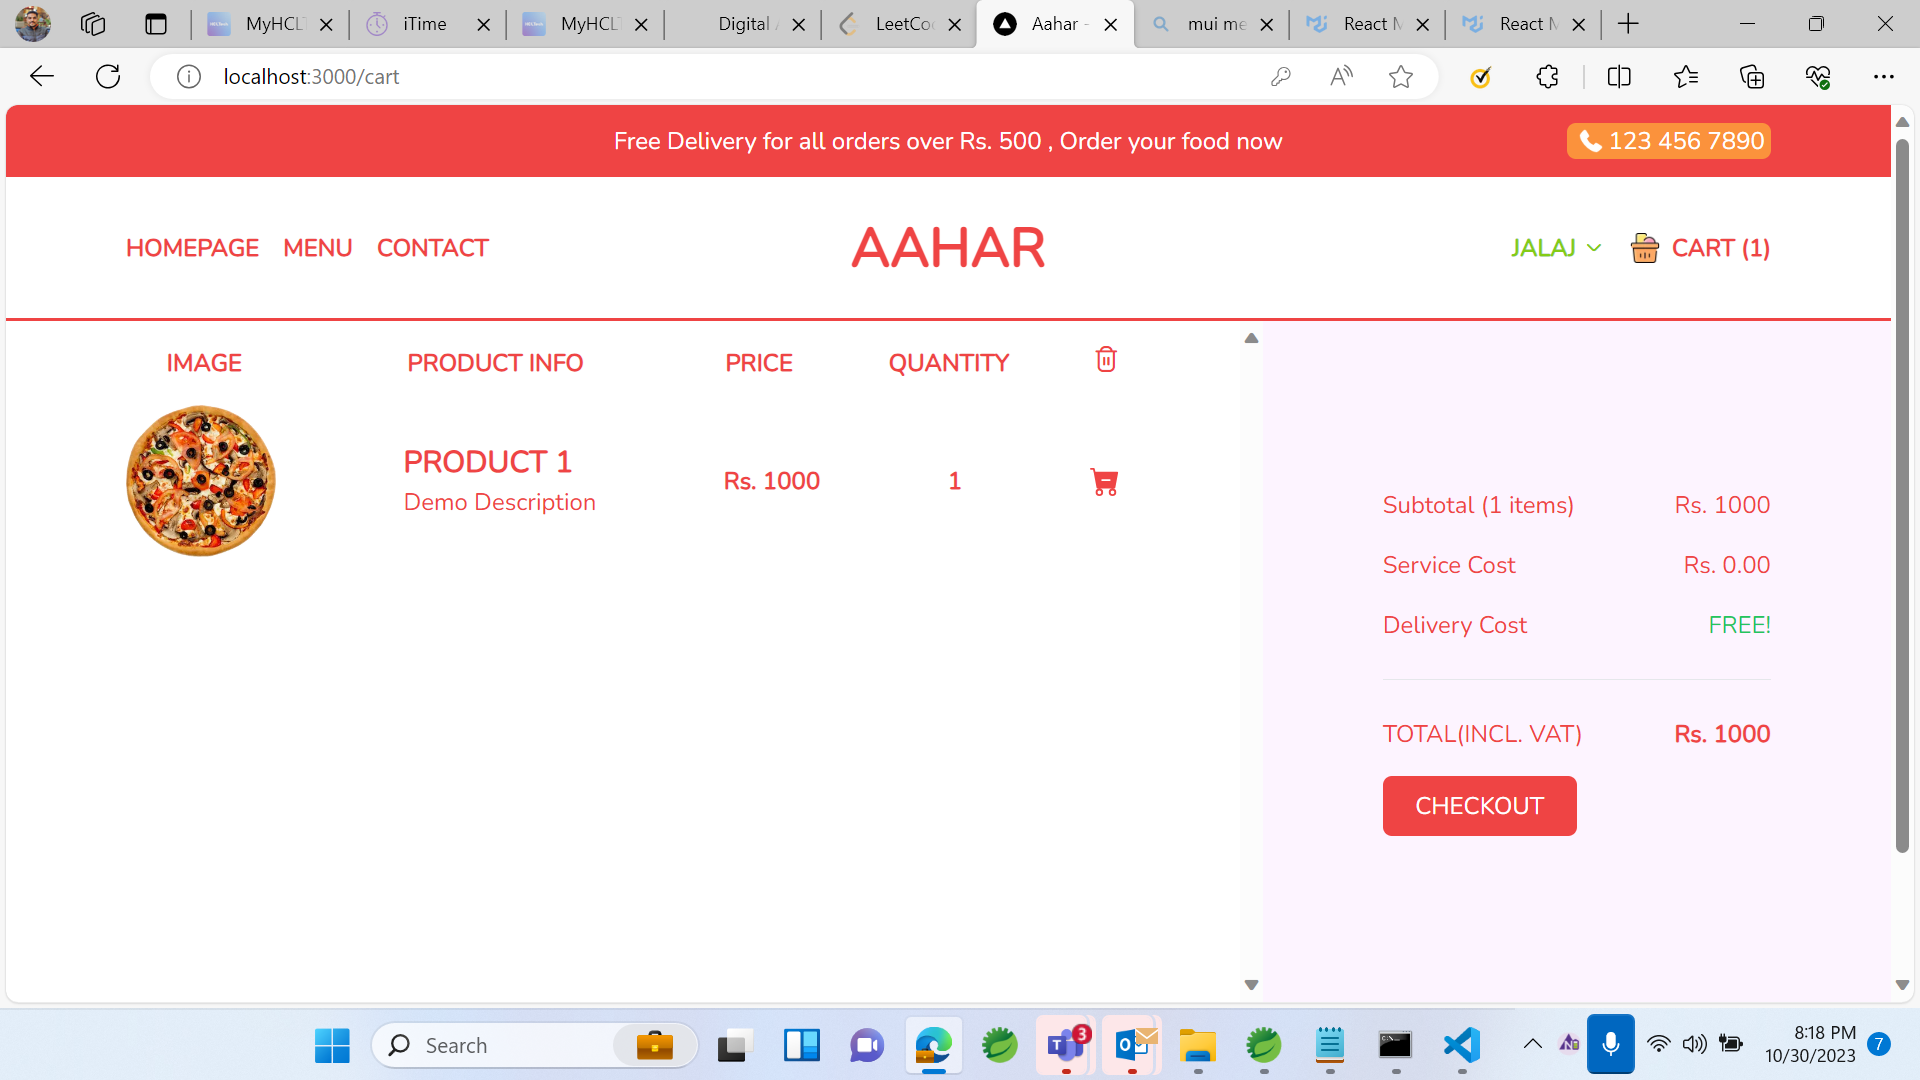 MyHCL
iTime
MyHCL
Digital
LeetCo
Aahar -
mui me
React M
React M
localhost:3000/cart
Free Delivery for all orders over Rs. 500 , Order your food now
123 456 7890
HOMEPAGE MENU CONTACT
AAHAR
JALAJ
CART (1)
IMAGE PRODUCT INFO PRICE QUANTITY
PRODUCT 1
Demo Description
Rs. 1000
1
Subtotal (1 items) Rs. 1000
Service Cost Rs. 0.00
Delivery Cost FREE!
TOTAL(INCL. VAT) Rs. 1000
CHECKOUT
Search
3
8:18 PM
10/30/2023
7